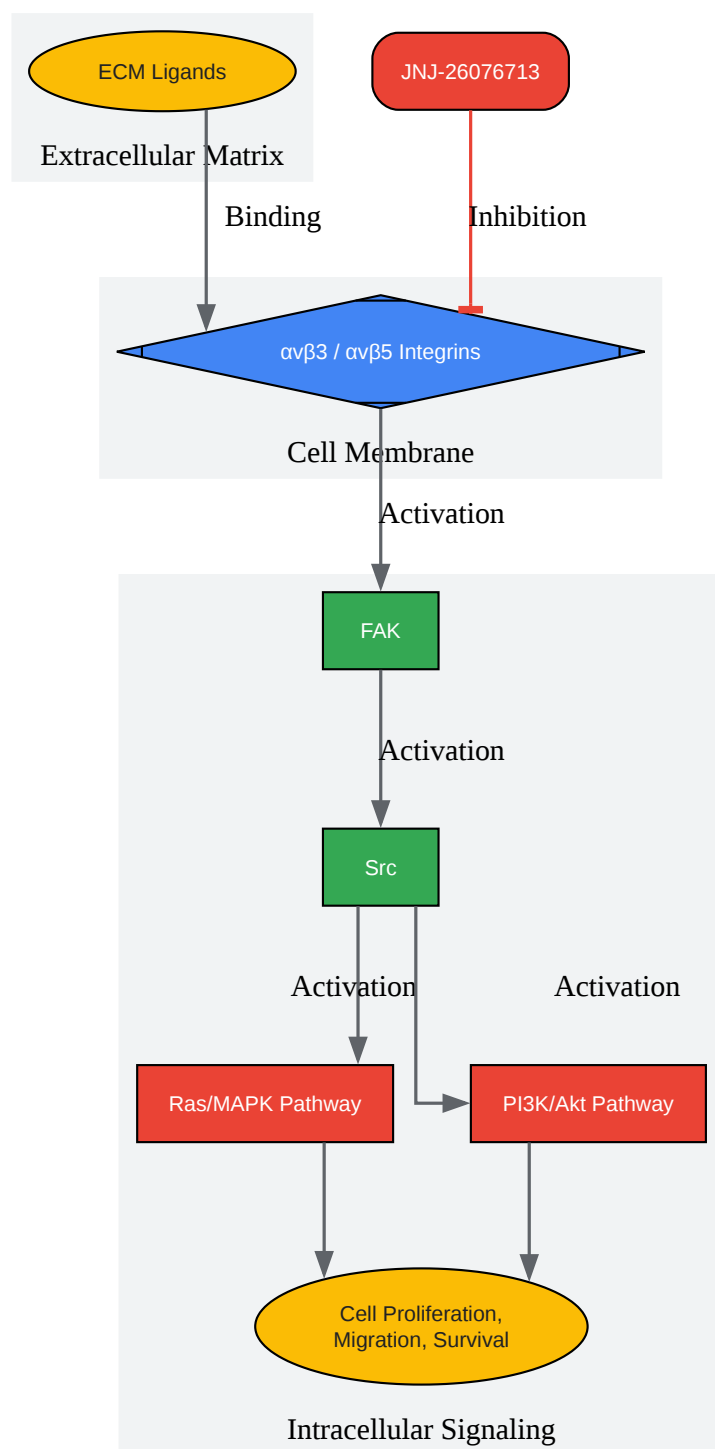 ECM Ligands
JNJ-26076713
Extracellular Matrix
Binding
Inhibition
αvβ3 / αvβ5 Integrins
Cell Membrane
Activation
FAK
Activation
Src
Activation
Activation
Ras/MAPK Pathway
PI3K/Akt Pathway
Cell Proliferation,
Migration, Survival
Intracellular Signaling